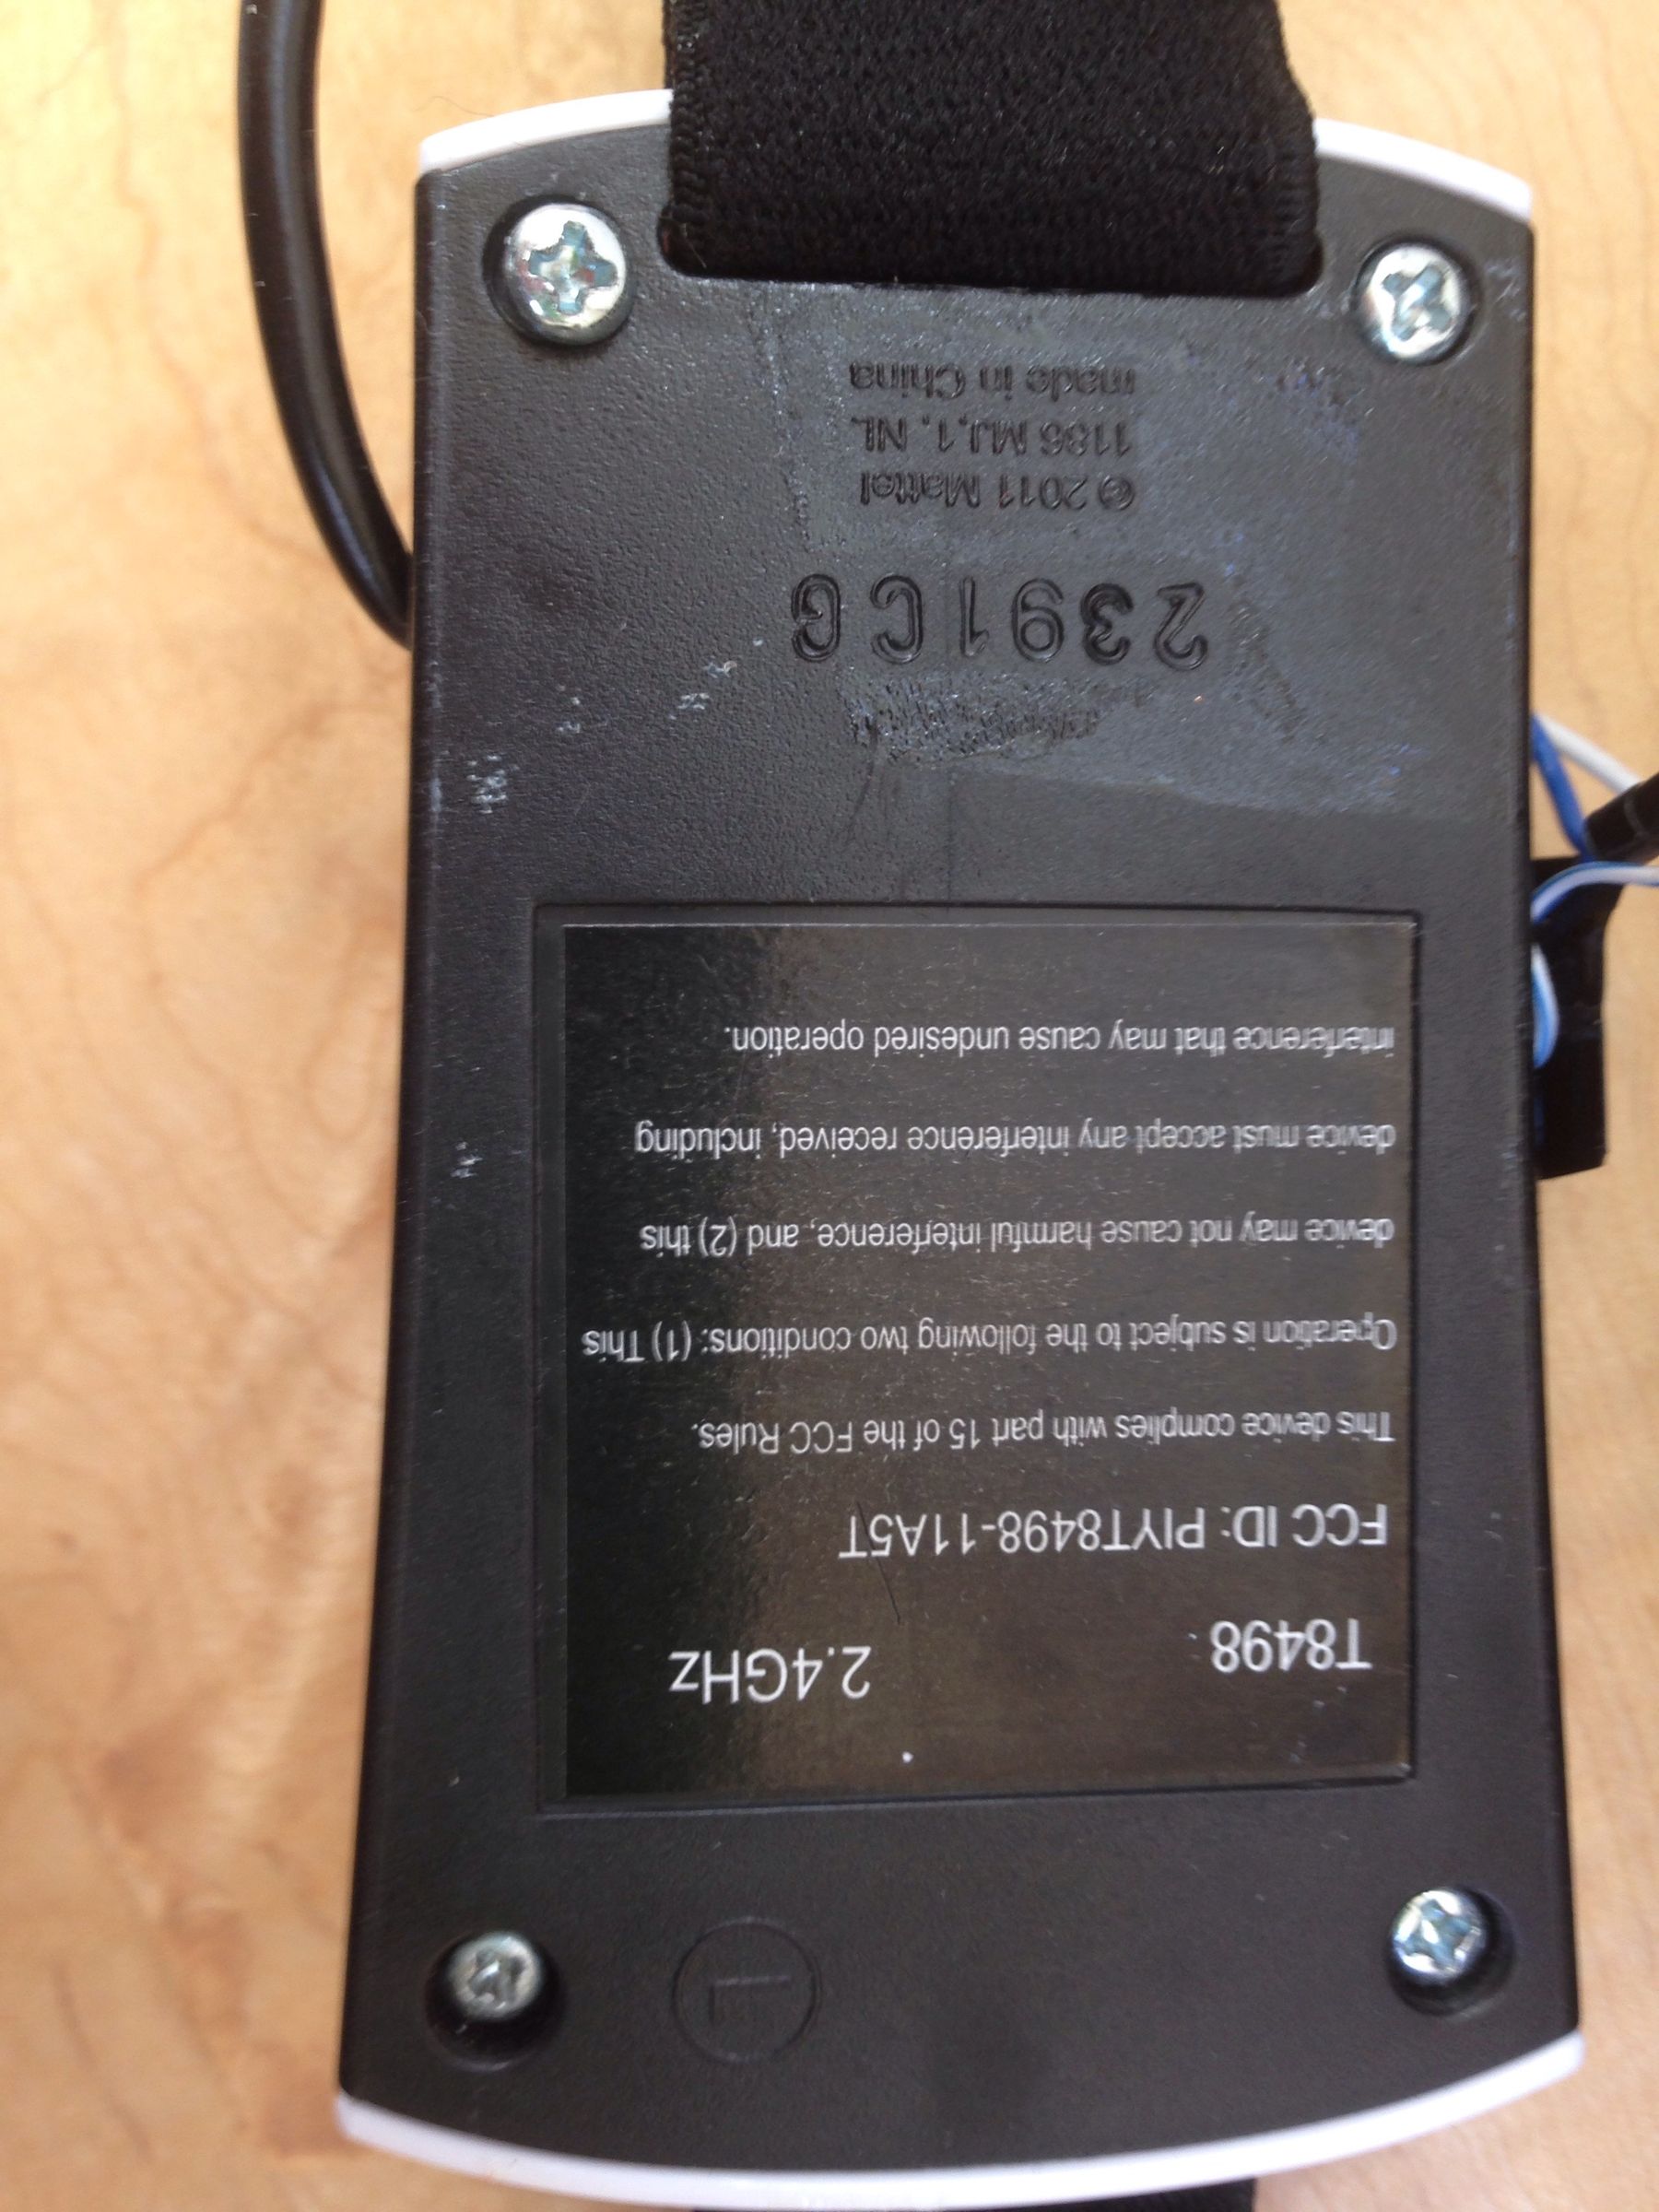 T8498 2.4GHz
FCC ID: PIYT8498-11A5T
This device complies with part 15 of the FCC Rules.
Operation is subject to the following two conditions: (1) This
device may not cause harmful interference, and (2) this
device must accept any interference received, including
interference that may cause undesired operation.
2391CG
© 2011 Mattel
1186 MJ,1, NL
made in China